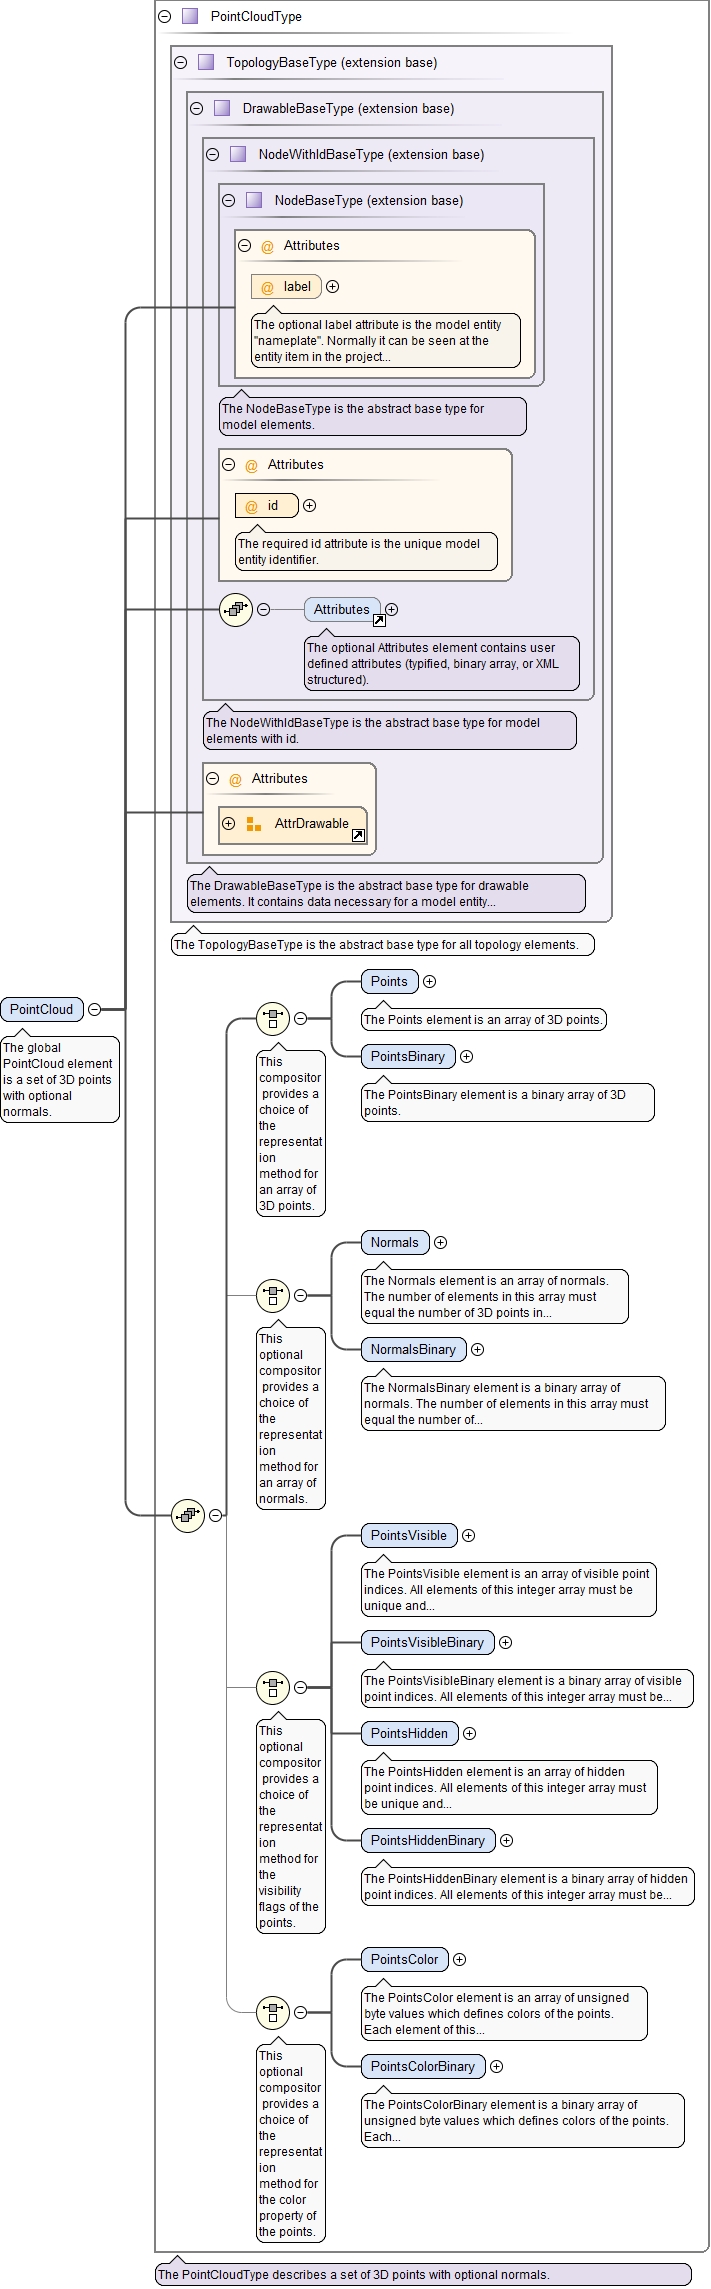 PointCloudType
TopologyBaseType (extension base)
DrawableBaseType (extension base)
NodeWithIdBaseType (extension base)
NodeBaseType (extension base)
@ Attributes
@ label
The optional label attribute is the model entity
"nameplate". Normally it can be seen at the
entity item in the project...
The NodeBaseType is the abstract base type for
model elements.
@ Attributes
@ id
The required id attribute is the unique model
entity identifier.
Attributes
The optional Attributes element contains user
defined attributes (typified, binary array, or XML
structured).
The NodeWithIdBaseType is the abstract base type for model
elements with id.
@ Attributes
AttrDrawable
The DrawableBaseType is the abstract base type for drawable
elements. It contains data necessary for a model entity...
The TopologyBaseType is the abstract base type for all topology elements.
PointCloud
The global
PointCloud element
is a set of 3D points
with optional
normals.
Points
The Points element is an array of 3D points.
PointsBinary
The PointsBinary element is a binary array of 3D
points.
This
compositor
provides a
choice of
the
representat
ion
method for
an array of
3D points.
Normals
The Normals element is an array of normals.
The number of elements in this array must
equal the number of 3D points in...
NormalsBinary
The NormalsBinary element is a binary array of
normals. The number of elements in this array must
equal the number of...
This
optional
compositor
provides a
choice of
the
representat
ion
method for
an array of
normals.
PointsVisible
The PointsVisible element is an array of visible point
indices. All elements of this integer array must be
unique and...
PointsVisibleBinary
The PointsVisibleBinary element is a binary array of visible
point indices. All elements of this integer array must be...
PointsHidden
The PointsHidden element is an array of hidden
point indices. All elements of this integer array must
be unique and...
PointsHiddenBinary
The PointsHiddenBinary element is a binary array of hidden
point indices. All elements of this integer array must be...
This
optional
compositor
provides a
choice of
the
representat
ion
method for
the
visibility
flags of the
points.
PointsColor
The PointsColor element is an array of unsigned
byte values which defines colors of the points.
Each element of this...
PointsColorBinary
The PointsColorBinary element is a binary array of
unsigned byte values which defines colors of the points.
Each...
This
optional
compositor
provides a
choice of
the
representat
ion
method for
the color
property of
the points.
The PointCloudType describes a set of 3D points with optional normals.